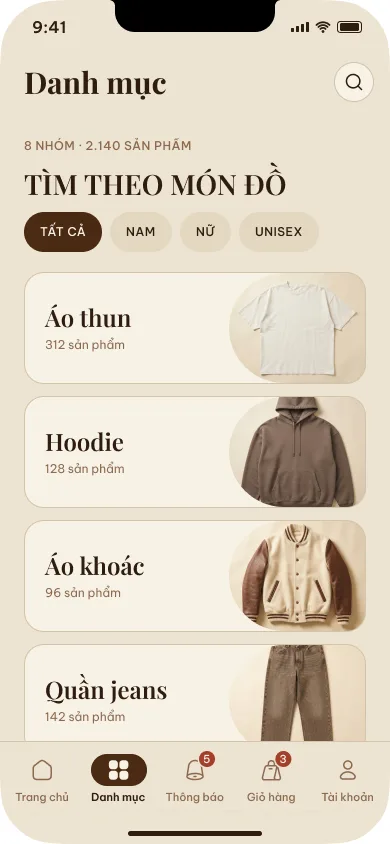 9:41
Danh mục
8 NHÓM · 2.140 SẢN PHẨM
TÌM THEO MÓN ĐỒ
TẤT CẢ
NAM
NỮ
UNISEX
Áo thun
312 sản phẩm
Hoodie
128 sản phẩm
Áo khoác
96 sản phẩm
Quần jeans
142 sản phẩm
5
3
Trang chủ
Danh mục
Thông báo
Giỏ hàng
Tài khoản